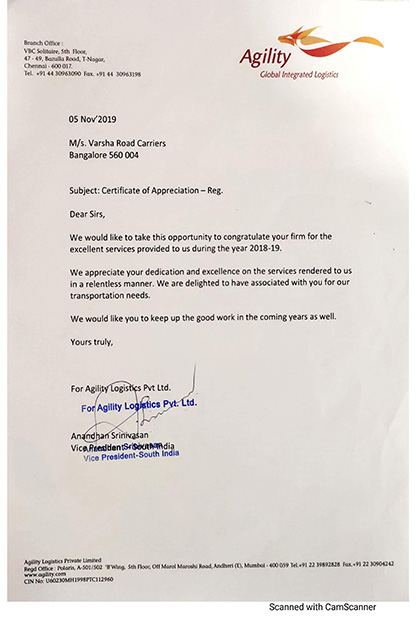 Branch Office :
VBC Solitaire, 5th Floor,
47 - 49, Bazulla Road, T-Nagar,
Chennai - 600 017.
Tel. +91 44 30963090 Fax. +91 44 30963198
Agility
Global Integrated Logistics
05 Nov'2019
M/s. Varsha Road Carriers
Bangalore 560 004
Subject: Certificate of Appreciation – Reg.
Dear Sirs,
We would like to take this opportunity to congratulate your firm for the
excellent services provided to us during the year 2018-19.
We appreciate your dedication and excellence on the services rendered to us
in a relentless manner. We are delighted to have associated with you for our
transportation needs.
We would like you to keep up the good work in the coming years as well.
Yours truly,
For Agility Logistics Pvt Ltd.
For Agility Logistics Pvt. Ltd.
Anandhan Srinivasan
Vice President - South India
Vice President-South India
Agility Logistics Private Limited
Regd Office : Polaris, A-501/502 'B'Wing, 5th Floor, Off Marol Maroshi Road, Andheri (E), Mumbai - 400 059 Tel.+91 22 39892828 Fax.+91 22 30904242
www.agility.com
CIN No: U60230MH1998PTC112960
Scanned with CamScanner